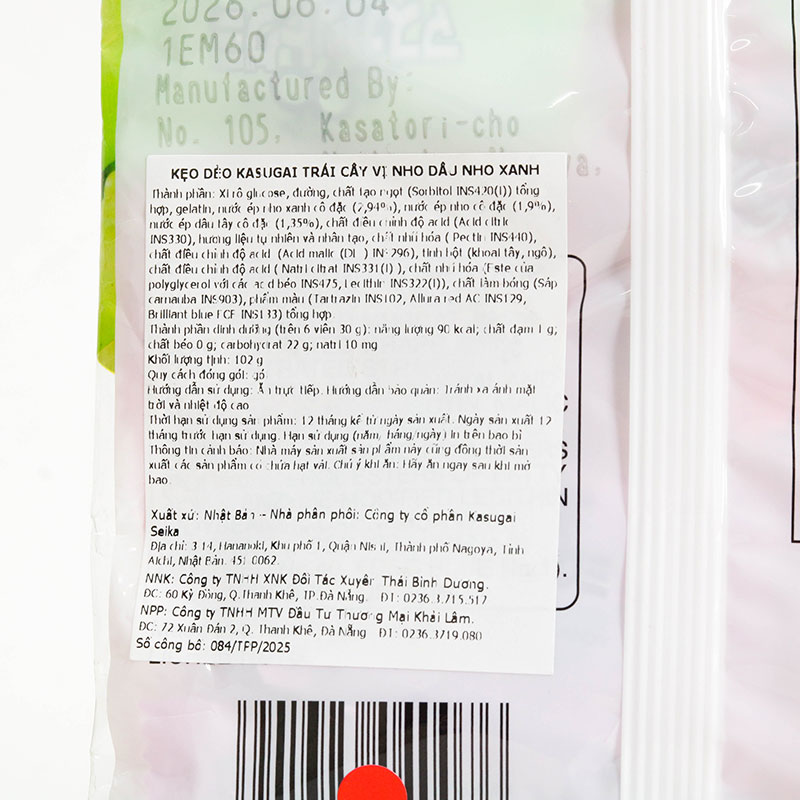 2026.06.04
1EM60
Manufactured By:
No. 105, Kasatori-cho
KẸO DẺO KASUGAI TRÁI CÂY VỊ NHO DÂU NHO XANH
Thành phần: Xi rô glucose, đường, chất tạo ngọt (Sorbitol INS420(I)) tổng
hợp, gelatin, nước ép nho xanh cô đặc (2,94%), nước ép nho cô đặc (1,9%),
nước ép dâu tây cô đặc (1,35%), chất điều chỉnh độ acid (Acid citric
INS330), hương liệu tự nhiên và nhân tạo, chất nhũ hóa ( Pectin INS440),
chất điều chỉnh độ acid (Acid malic (DL ) INS296), tinh bột (khoai tây, ngô),
chất điều chỉnh độ acid ( Natri citrat INS331(I) ), chất nhũ hóa (Este của
polyglycerol với các acid béo INS475, Lecithin INS322(I)), chất làm bóng (Sáp
carnauba INS903), phẩm màu (Tartrazin INS102, Allura red AC INS129,
Brilliant blue FCF INS133) tổng hợp.
Thành phần dinh dưỡng (trên 6 viên 30 g): năng lượng 90 kcal; chất đạm 1 g;
chất béo 0 g; carbohydrat 22 g; natri 10 mg
Khối lượng tịnh: 102 g
Quy cách đóng gói: gói
Hướng dẫn sử dụng: Ăn trực tiếp. Hướng dẫn bảo quản: Tránh xa ánh mặt
trời và nhiệt độ cao
Thời hạn sử dụng sản phẩm: 12 tháng kể từ ngày sản xuất. Ngày sản xuất 12
tháng trước hạn sử dụng. Hạn sử dụng (năm/tháng/ngày) in trên bao bì
Thông tin cảnh báo: Nhà máy sản xuất sản phẩm này cũng đồng thời sản
xuất các sản phẩm có chứa hạt vát. Chú ý khi ăn: Hãy ăn ngay sau khi mở
bao.
Xuất xứ: Nhật Bản -- Nhà phân phối: Công ty cổ phần Kasugai
Seika
Địa chỉ: 3-14, Hananoki, Khu phố 1, Quận Nishi, Thành phố Nagoya, Tỉnh
Aichi, Nhật Bản. 451-0062.
NNK: Công ty TNHH XNK Đối Tác Xuyên Thái Bình Dương.
ĐC: 60 Kỳ Đồng, Q.Thanh Khê, TP.Đà Nẵng. ĐT: 0236.3.715.517
NPP: Công ty TNHH MTV Đầu Tư Thương Mại Khải Lâm.
ĐC: 72 Xuân Đán 2, Q. Thanh Khê, Đà Nẵng ĐT: 0236.3719.080
Số công bố: 084/TPP/2025